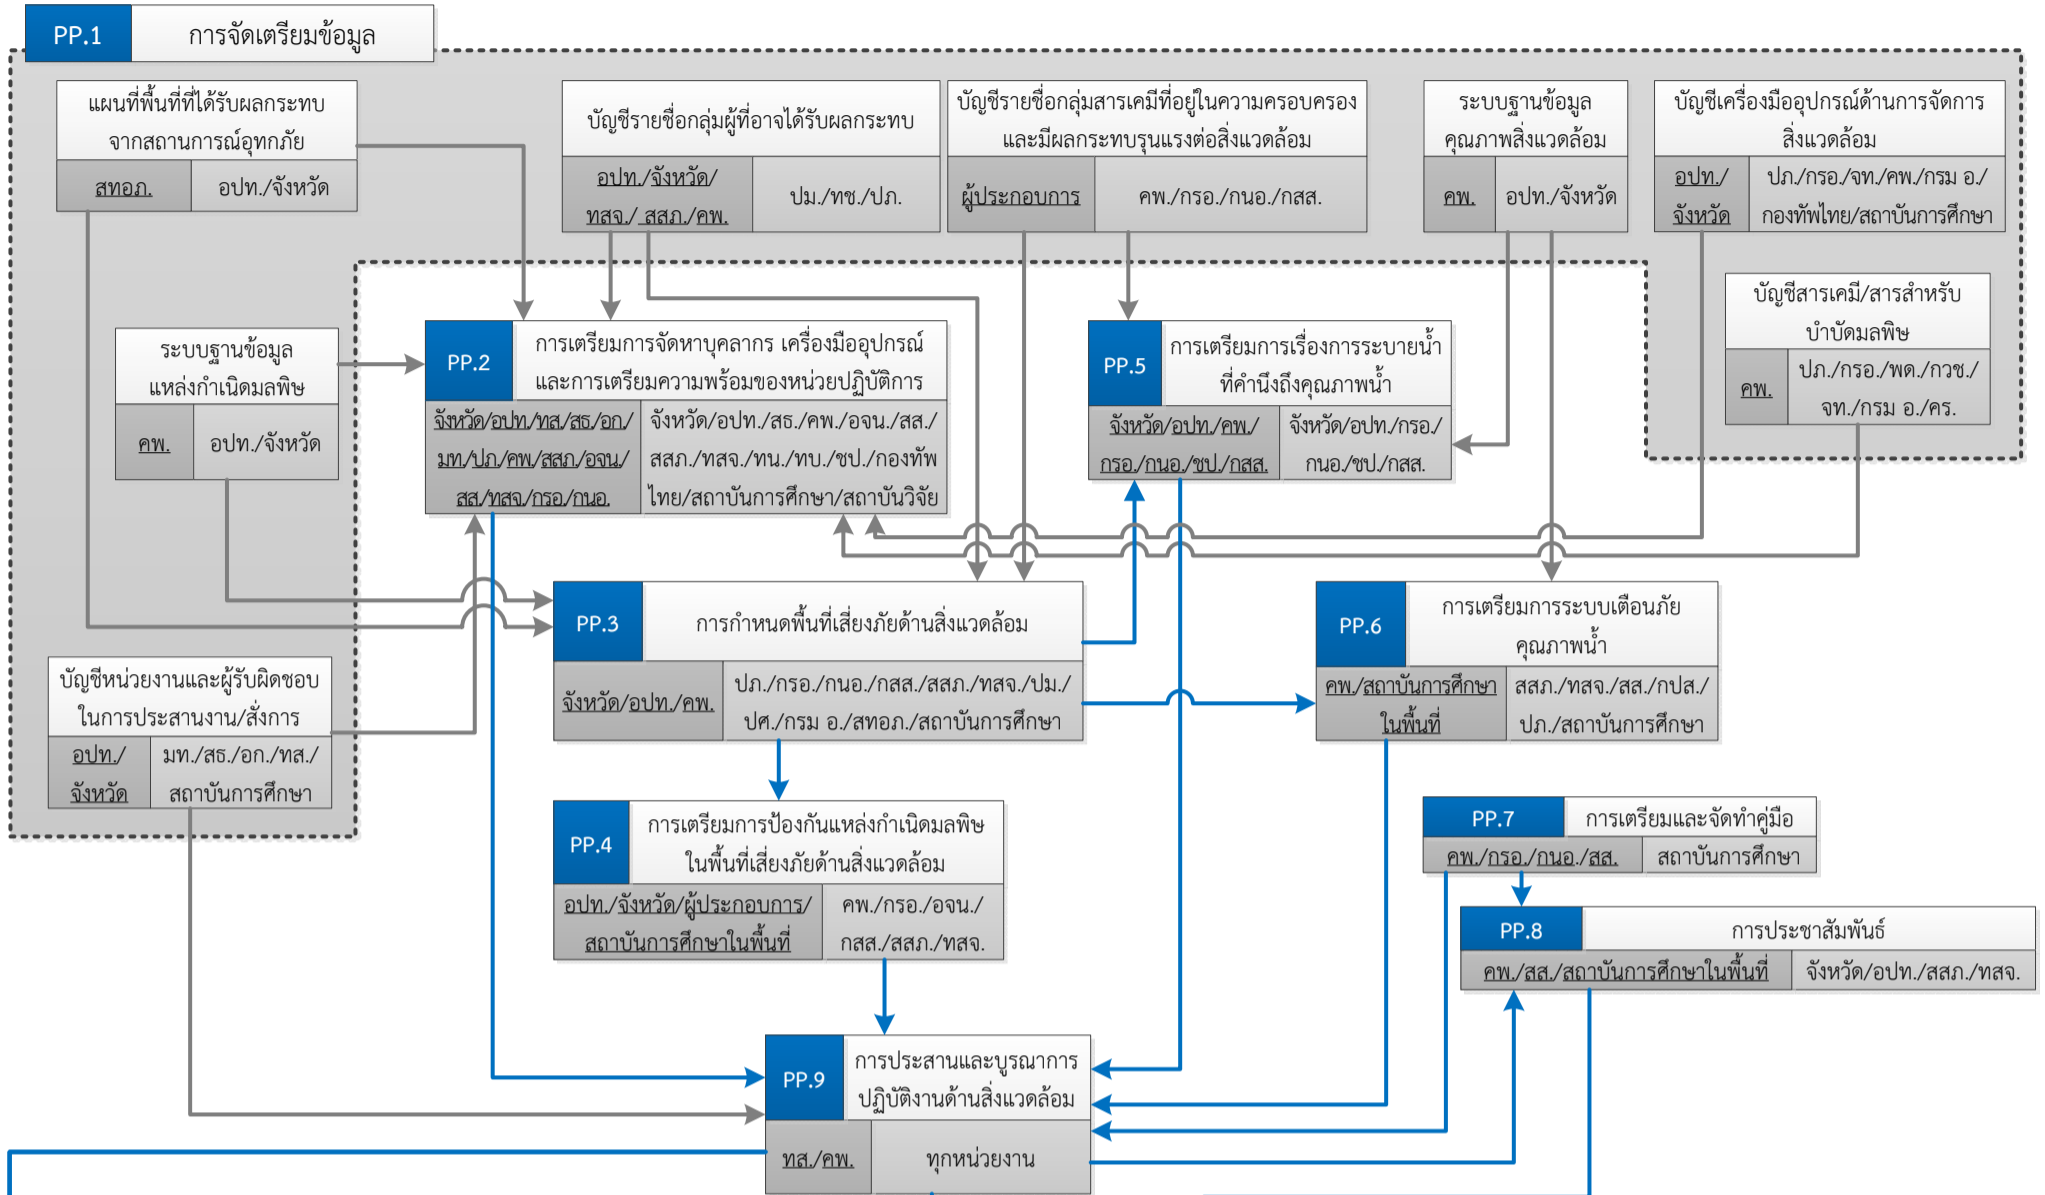 PP.1 การจัดเตรียมข้อมูล
แผนที่พื้นที่ที่ได้รับผลกระทบ
จากสถานการณ์อุทกภัย
สทอภ. อปท./จังหวัด
บัญชีรายชื่อกลุ่มผู้ที่อาจได้รับผลกระทบ
อปท./จังหวัด/
ทสจ./ สสภ./คพ.
ปม./ทช./ปภ.
บัญชีรายชื่อกลุ่มสารเคมีที่อยู่ในความครอบครอง
และมีผลกระทบรุนแรงต่อสิ่งแวดล้อม
ผู้ประกอบการ คพ./กรอ./กนอ./กสส.
ระบบฐานข้อมูล
คุณภาพสิ่งแวดล้อม
คพ. อปท./จังหวัด
บัญชีเครื่องมืออุปกรณ์ด้านการจัดการ
สิ่งแวดล้อม
อปท./
จังหวัด
ปภ./กรอ./จท./คพ./กรม อ./
กองทัพไทย/สถาบันการศึกษา
บัญชีสารเคมี/สารสำหรับ
บำบัดมลพิษ
คพ.
ปภ./กรอ./พด./กวช./
จท./กรม อ./คร.
ระบบฐานข้อมูล
แหล่งกำเนิดมลพิษ
คพ. อปท./จังหวัด
PP.2
การเตรียมการจัดหาบุคลากร เครื่องมืออุปกรณ์
และการเตรียมความพร้อมของหน่วยปฏิบัติการ
จังหวัด/อปท./ทส./สธ./อก./
มท./ปภ./คพ./สสภ./อจน./
สส./ทสจ./กรอ./กนอ.
จังหวัด/อปท./สธ./คพ./อจน./สส./
สสภ./ทสจ./ทน./ทบ./ชป./กองทัพ
ไทย/สถาบันการศึกษา/สถาบันวิจัย
PP.5
การเตรียมการเรื่องการระบายน้ำ
ที่คำนึงถึงคุณภาพน้ำ
จังหวัด/อปท./คพ./
กรอ./กนอ./ชป./กสส.
จังหวัด/อปท./กรอ./
กนอ./ชป./กสส.
PP.3 การกำหนดพื้นที่เสี่ยงภัยด้านสิ่งแวดล้อม
จังหวัด/อปท./คพ.
ปภ./กรอ./กนอ./กสส./สสภ./ทสจ./ปม./
ปศ./กรม อ./สทอภ./สถาบันการศึกษา
PP.6
การเตรียมการระบบเตือนภัย
คุณภาพน้ำ
คพ./สถาบันการศึกษา
ในพื้นที่
สสภ./ทสจ./สส./กปส./
ปภ./สถาบันการศึกษา
บัญชีหน่วยงานและผู้รับผิดชอบ
ในการประสานงาน/สั่งการ
อปท./
จังหวัด
มท./สธ./อก./ทส./
สถาบันการศึกษา
PP.4
การเตรียมการป้องกันแหล่งกำเนิดมลพิษ
ในพื้นที่เสี่ยงภัยด้านสิ่งแวดล้อม
อปท./จังหวัด/ผู้ประกอบการ/
สถาบันการศึกษาในพื้นที่
คพ./กรอ./อจน./
กสส./สสภ./ทสจ.
PP.7 การเตรียมและจัดทำคู่มือ
คพ./กรอ./กนอ./สส. สถาบันการศึกษา
PP.8 การประชาสัมพันธ์
คพ./สส./สถาบันการศึกษาในพื้นที่ จังหวัด/อปท./สสภ./ทสจ.
PP.9
การประสานและบูรณาการ
ปฏิบัติงานด้านสิ่งแวดล้อม
ทส./คพ. ทุกหน่วยงาน